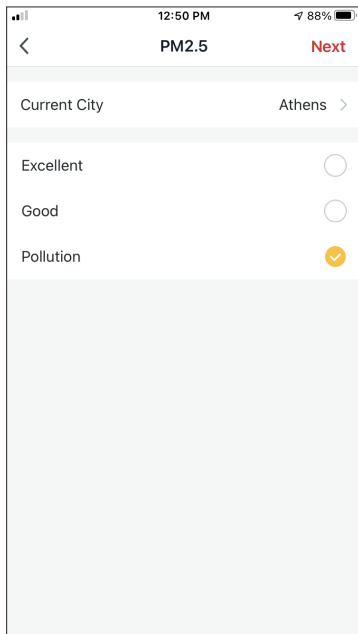 12:50 PM 88%
PM2.5 Next
Current City Athens
Excellent
Good
Pollution